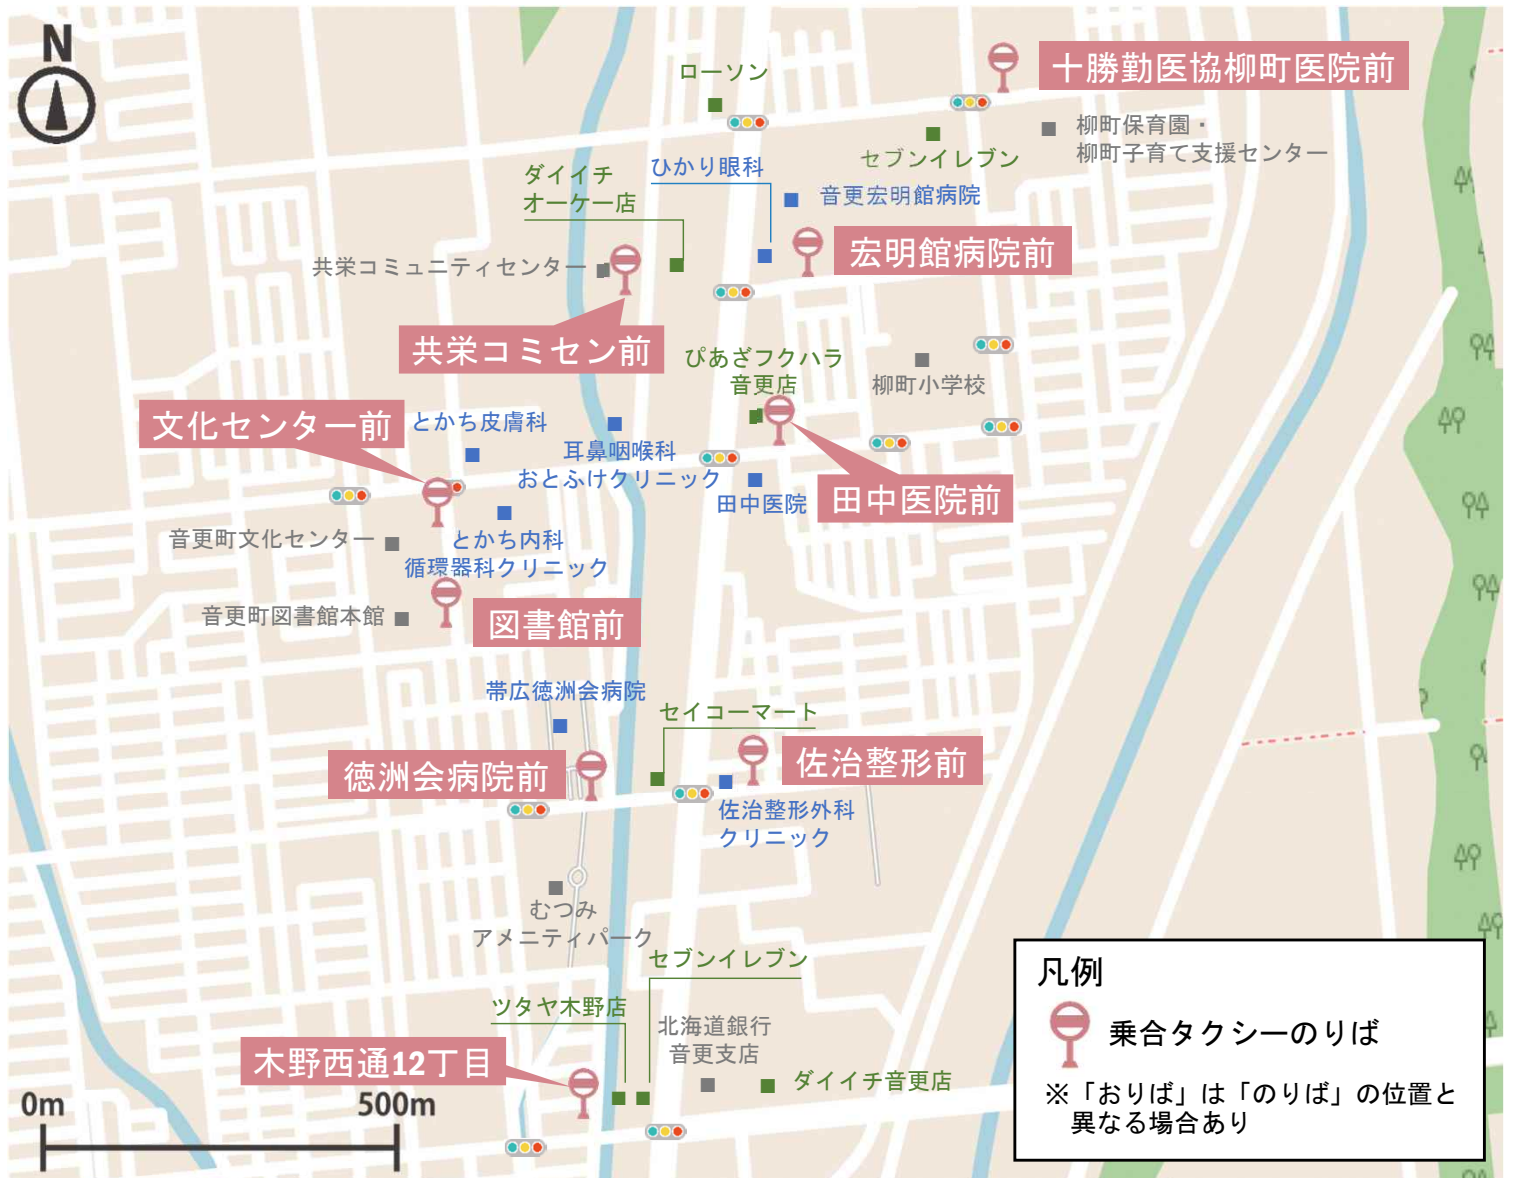 N
ローソン
十勝勤医協柳町医院前
柳町保育園・
柳町子育て支援センター
セブンイレブン
ひかり眼科
ダイイチ
オーケー店
音更宏明館病院
宏明館病院前
共栄コミュニティセンター
共栄コミセン前
ぴあざフクハラ
音更店
柳町小学校
文化センター前
とかち皮膚科
耳鼻咽喉科
おとふけクリニック
田中医院
田中医院前
音更町文化センター
とかち内科
循環器科クリニック
音更町図書館本館
図書館前
帯広徳洲会病院
セイコーマート
徳洲会病院前
佐治整形前
佐治整形外科
クリニック
むつみ
アメニティパーク
セブンイレブン
ツタヤ木野店
北海道銀行
音更支店
木野西通12丁目
ダイイチ音更店
0m
500m
凡例
乗合タクシーのりば
※「おりば」は「のりば」の位置と
異なる場合あり